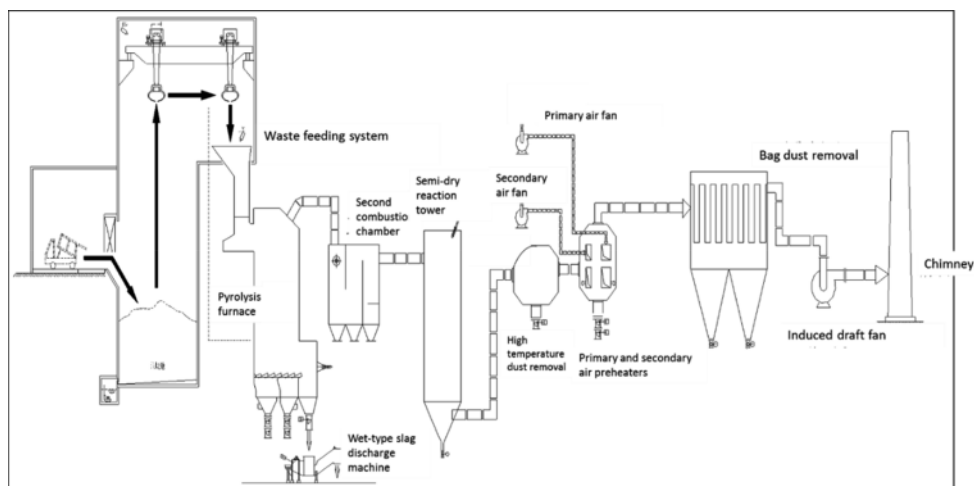 Waste feeding system
Primary air fan
Secondary
air fan
Semi-dry
reaction
tower
Second
combustio
chamber
Bag dust removal
Chimney
Pyrolysis
furnace
High
temperature
dust removal
Primary and secondary
air preheaters
Induced draft fan
Wet-type slag
discharge
machine